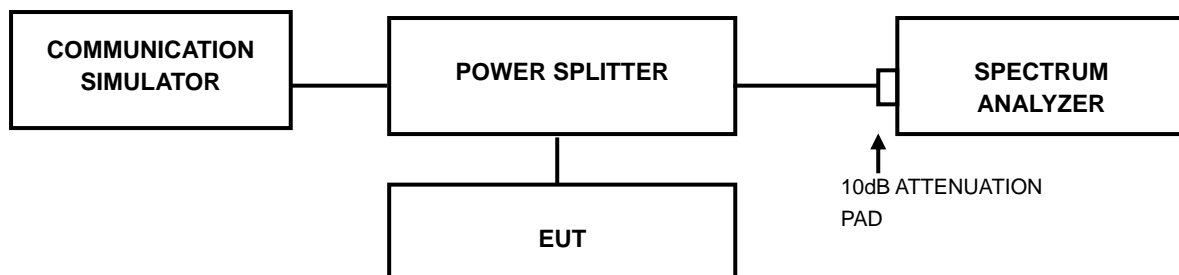 COMMUNICATION
SIMULATOR
POWER SPLITTER
SPECTRUM
ANALYZER
10dB ATTENUATION
PAD
EUT